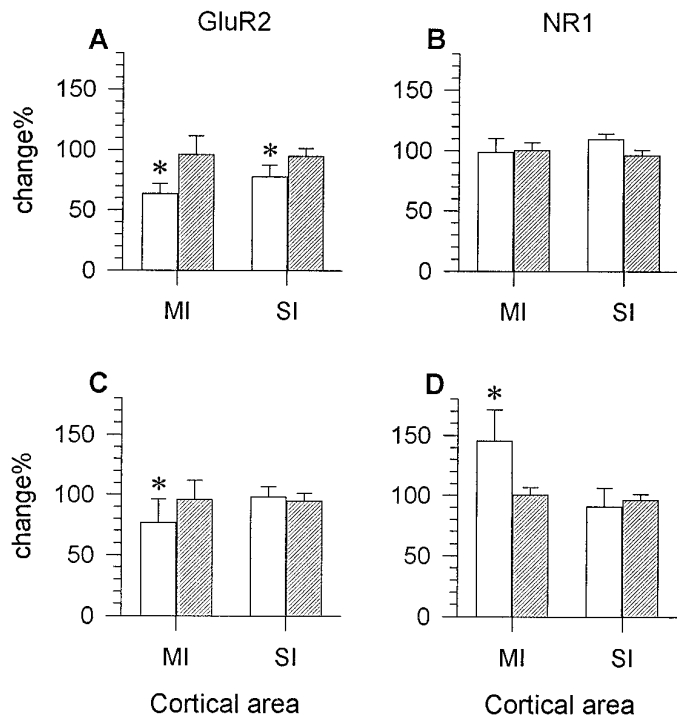 GluR2
NR1
A
B
change%
150
100
50
0
*
*
MI
SI
150
100
50
0
MI
SI
C
D
change%
150
100
50
0
*
MI
SI
150
100
50
0
*
MI
SI
Cortical area
Cortical area